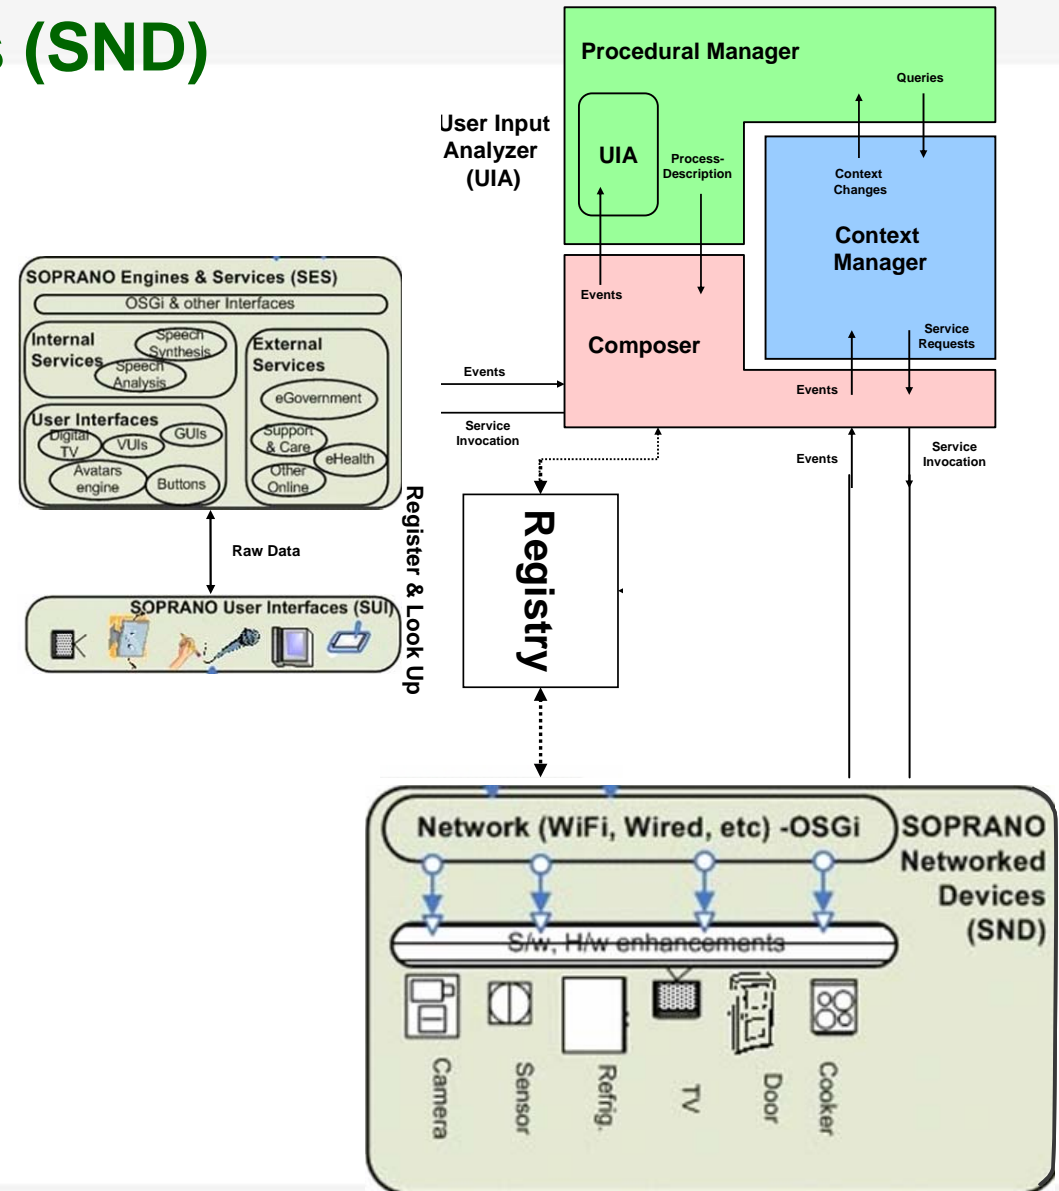 s (SND)
Procedural Manager
Queries
User Input
Analyzer
(UIA)
UIA
Process-
Description
Context
Changes
Context
Manager
SOPRANO Engines & Services (SES)
OSGi & other Interfaces
Internal
Services
Speech
Synthesis
Speech
Analysis
External
Services
eGovernment
Support
& Care
eHealth
Other
Online
User Interfaces
Digital
TV
VUIs
GUIs
Avatars
engine
Buttons
Events
Composer
Service
Requests
Events
Events
Service
Invocation
Events
Service
Invocation
Raw Data
Register & Look Up
Registry
SOPRANO User Interfaces (SUI)
Network (WiFi, Wired, etc) -OSGi
SOPRANO
Networked
Devices
(SND)
S/w, H/w enhancements
Camera
Sensor
Refrig.
TV
Door
Cooker